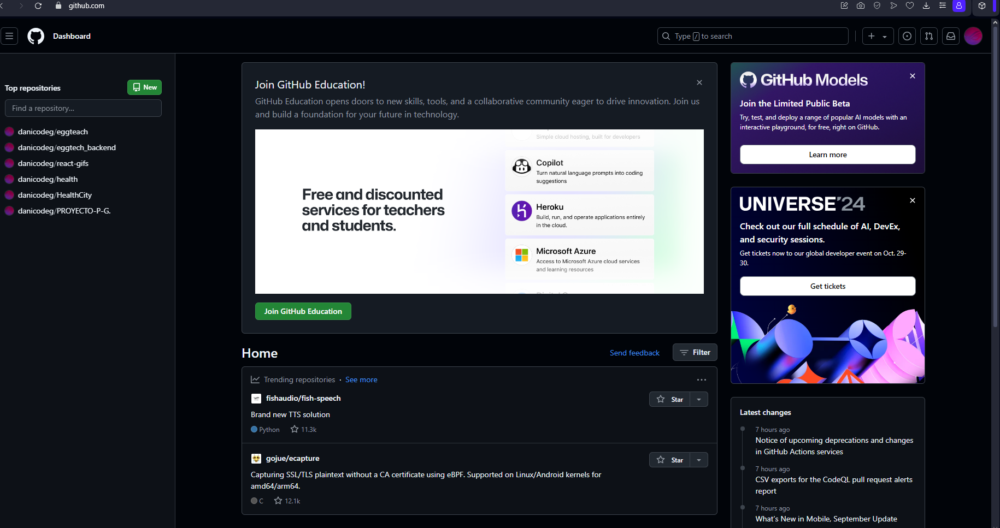 github.com
Dashboard
Type / to search
Top repositories
New
Find a repository...
danicodeg/eggteach
danicodeg/eggtech_backend
danicodeg/react-gifs
danicodeg/health
danicodeg/HealthCity
danicodeg/PROYECTO-P-G.
Join GitHub Education!
GitHub Education opens doors to new skills, tools, and a collaborative community eager to drive innovation. Join us
and build a foundation for your future in technology.
Free and discounted
services for teachers
and students.
Simple cloud hosting, built for developers
Copilot
Turn natural language prompts into coding
suggestions
Heroku
Build, run, and operate applications entirely
in the cloud.
Microsoft Azure
Access to Microsoft Azure cloud services
and learning resources
Join GitHub Education
Home
Send feedback
Filter
Trending repositories · See more
fishaudio/fish-speech
Star
Brand new TTS solution
Python
11.3k
gojue/ecapture
Star
Capturing SSL/TLS plaintext without a CA certificate using eBPF. Supported on Linux/Android kernels for
amd64/arm64.
C
12.1k
GitHub Models
Join the Limited Public Beta
Try, test, and deploy a range of popular AI models with an
interactive playground, for free, right on GitHub.
Learn more
UNIVERSE'24
Check out our full schedule of AI, DevEx,
and security sessions.
Get tickets now to our global developer event on Oct. 29-
30.
Get tickets
Latest changes
7 hours ago
Notice of upcoming deprecations and changes
in GitHub Actions services
7 hours ago
CSV exports for the CodeQL pull request alerts
report
7 hours ago
What's New in Mobile, September Update